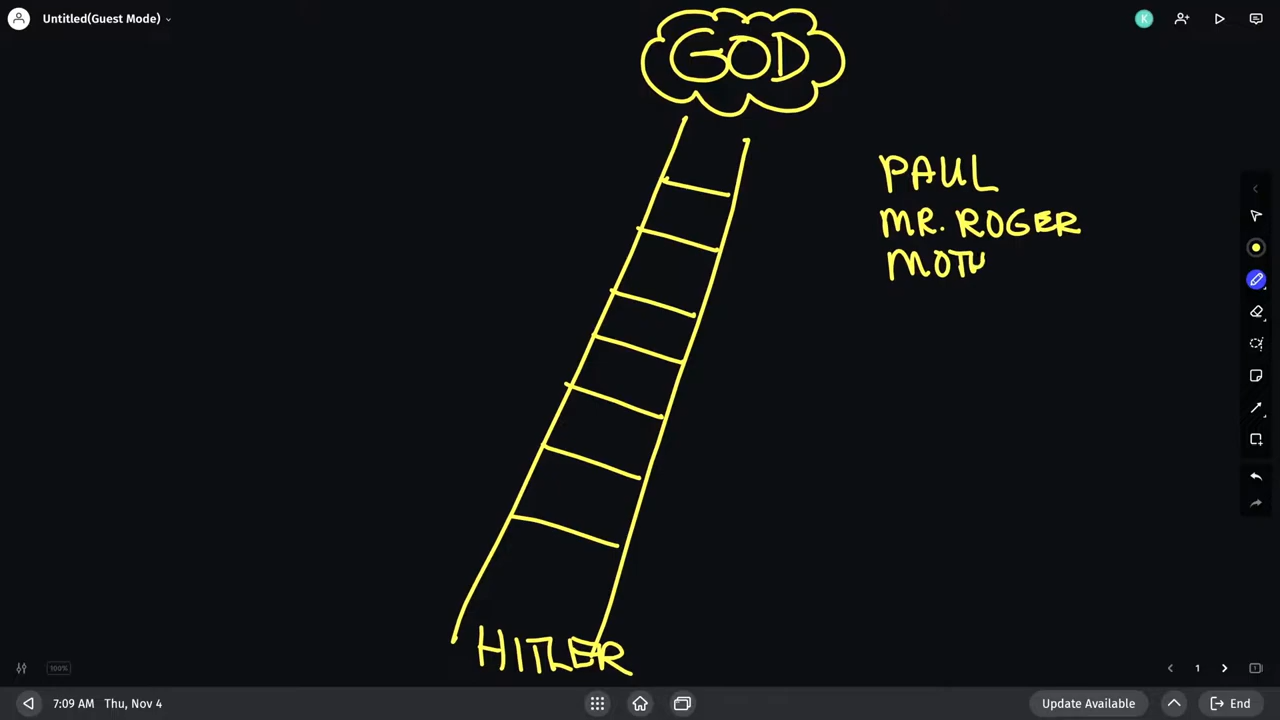 Untitled(Guest Mode)
K
GOD
PAUL
MR. ROGER
MOTH
HITLER
100%
1
7:09 AM Thu, Nov 4
Update Available
End